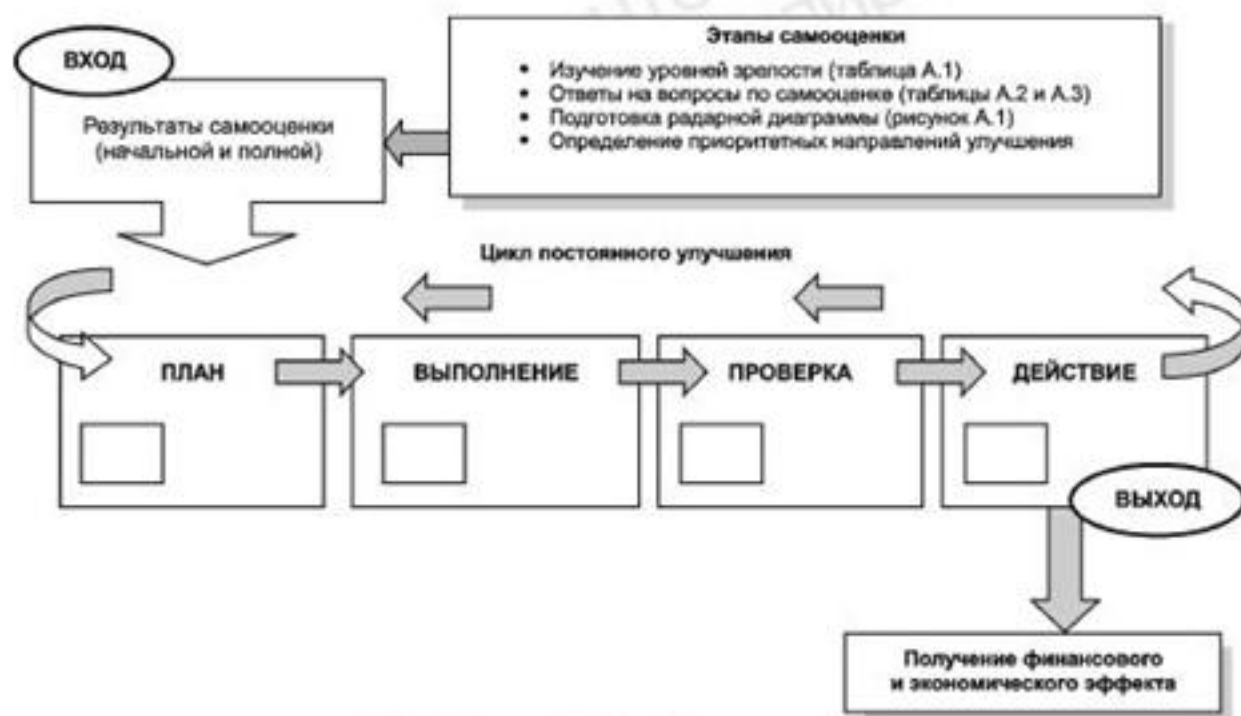 ВХОД
Результаты самооценки
(начальной и полной)
Этапы самооценки
• Изучение уровней зрелости (таблица А.1)
• Ответы на вопросы по самооценке (таблицы А.2 и А.3)
• Подготовка радарной диаграммы (рисунок А.1)
• Определение приоритетных направлений улучшения
Цикл постоянного улучшения
ПЛАН
ВЫПОЛНЕНИЕ
ПРОВЕРКА
ДЕЙСТВИЕ
ВЫХОД
Получение финансового
и экономического эффекта